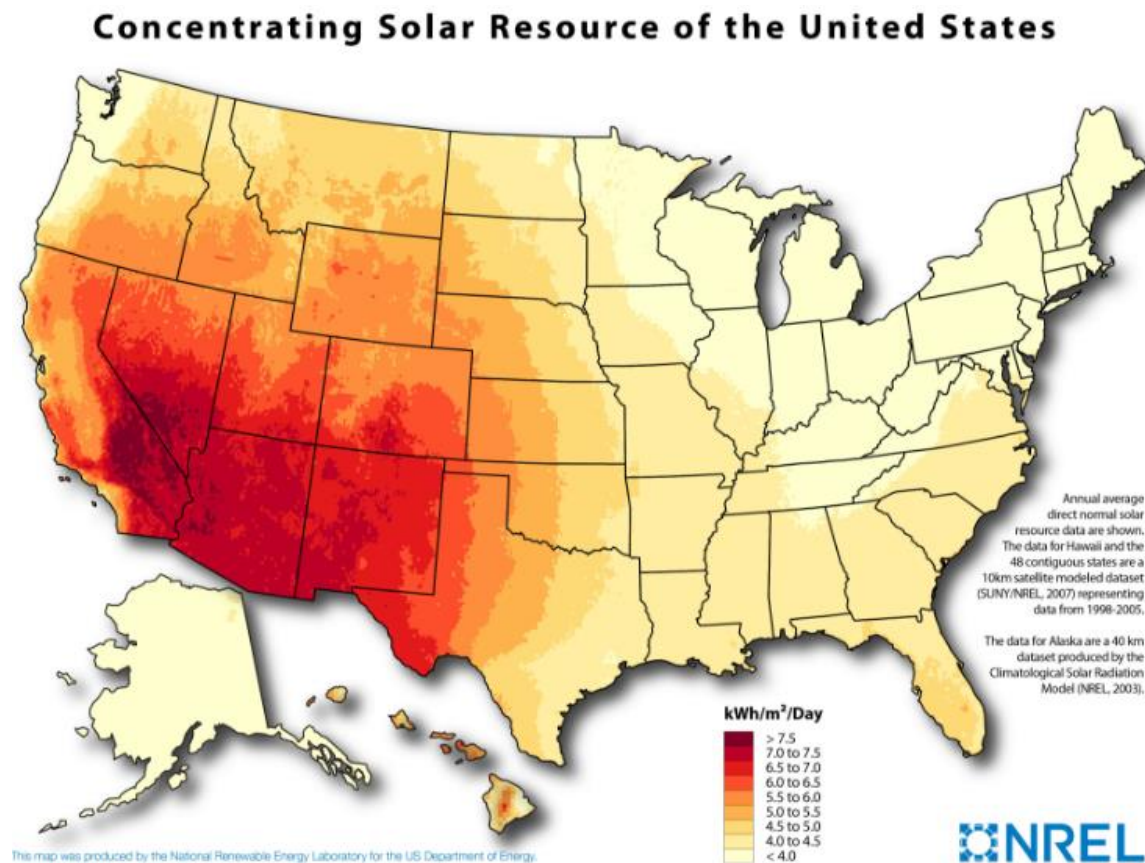 Concentrating Solar Resource of the United States
Annual average
direct normal solar
resource data are shown.
The data for Hawaii and the
48 contiguous states are a
10km satellite modeled dataset
(SUNY/NREL, 2007) representing
data from 1998-2005.
The data for Alaska are a 40 km
dataset produced by the
Climatological Solar Radiation
Model (NREL, 2003).
kWh/m²/Day
> 7.5
7.0 to 7.5
6.5 to 7.0
6.0 to 6.5
5.5 to 6.0
5.0 to 5.5
4.5 to 5.0
4.0 to 4.5
< 4.0
This map was produced by the National Renewable Energy Laboratory for the US Department of Energy.
NREL